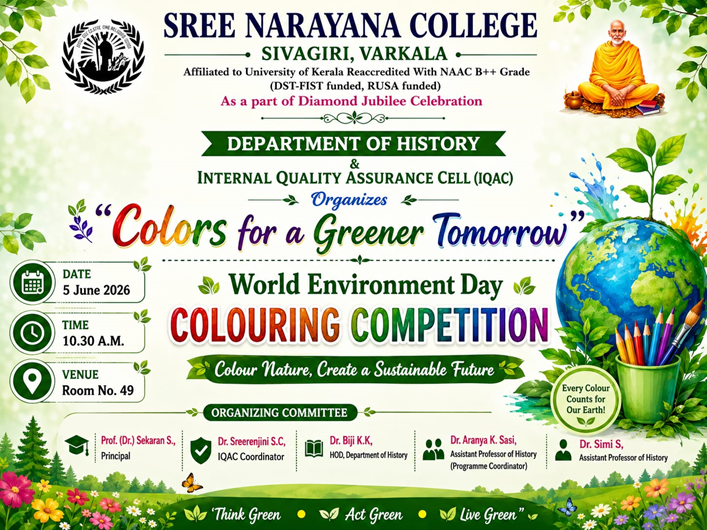 SREE NARAYANA COLLEGE
SIVAGIRI, VARKALA
Affiliated to University of Kerala Reaccredited With NAAC B++ Grade
(DST-FIST funded, RUSA funded)
As a part of Diamond Jubilee Celebration
DEPARTMENT OF HISTORY
&
INTERNAL QUALITY ASSURANCE CELL (IQAC)
Organizes
“Colors for a Greener Tomorrow”
World Environment Day
COLOURING COMPETITION
Colour Nature, Create a Sustainable Future
DATE
5 June 2026
TIME
10.30 A.M.
VENUE
Room No. 49
Every Colour
Counts for
Our Earth!
ORGANIZING COMMITTEE
Prof. (Dr.) Sekaran S.,
Principal
Dr. Sreerenjini S.C,
IQAC Coordinator
Dr. Biji K.K,
HOD, Department of History
Dr. Aranya K. Sasi,
Assistant Professor of History
(Programme Coordinator)
Dr. Simi S,
Assistant Professor of History
‘Think Green • Act Green • Live Green”